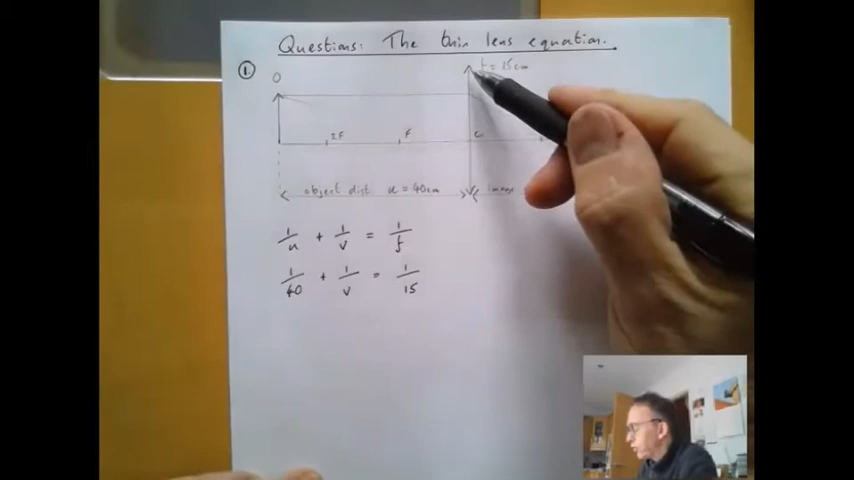 Questions: The thin lens equation.
1.
O
f = 15cm
2F F C
object dist u = 40cm image
1/u + 1/v = 1/f
1/40 + 1/v = 1/15